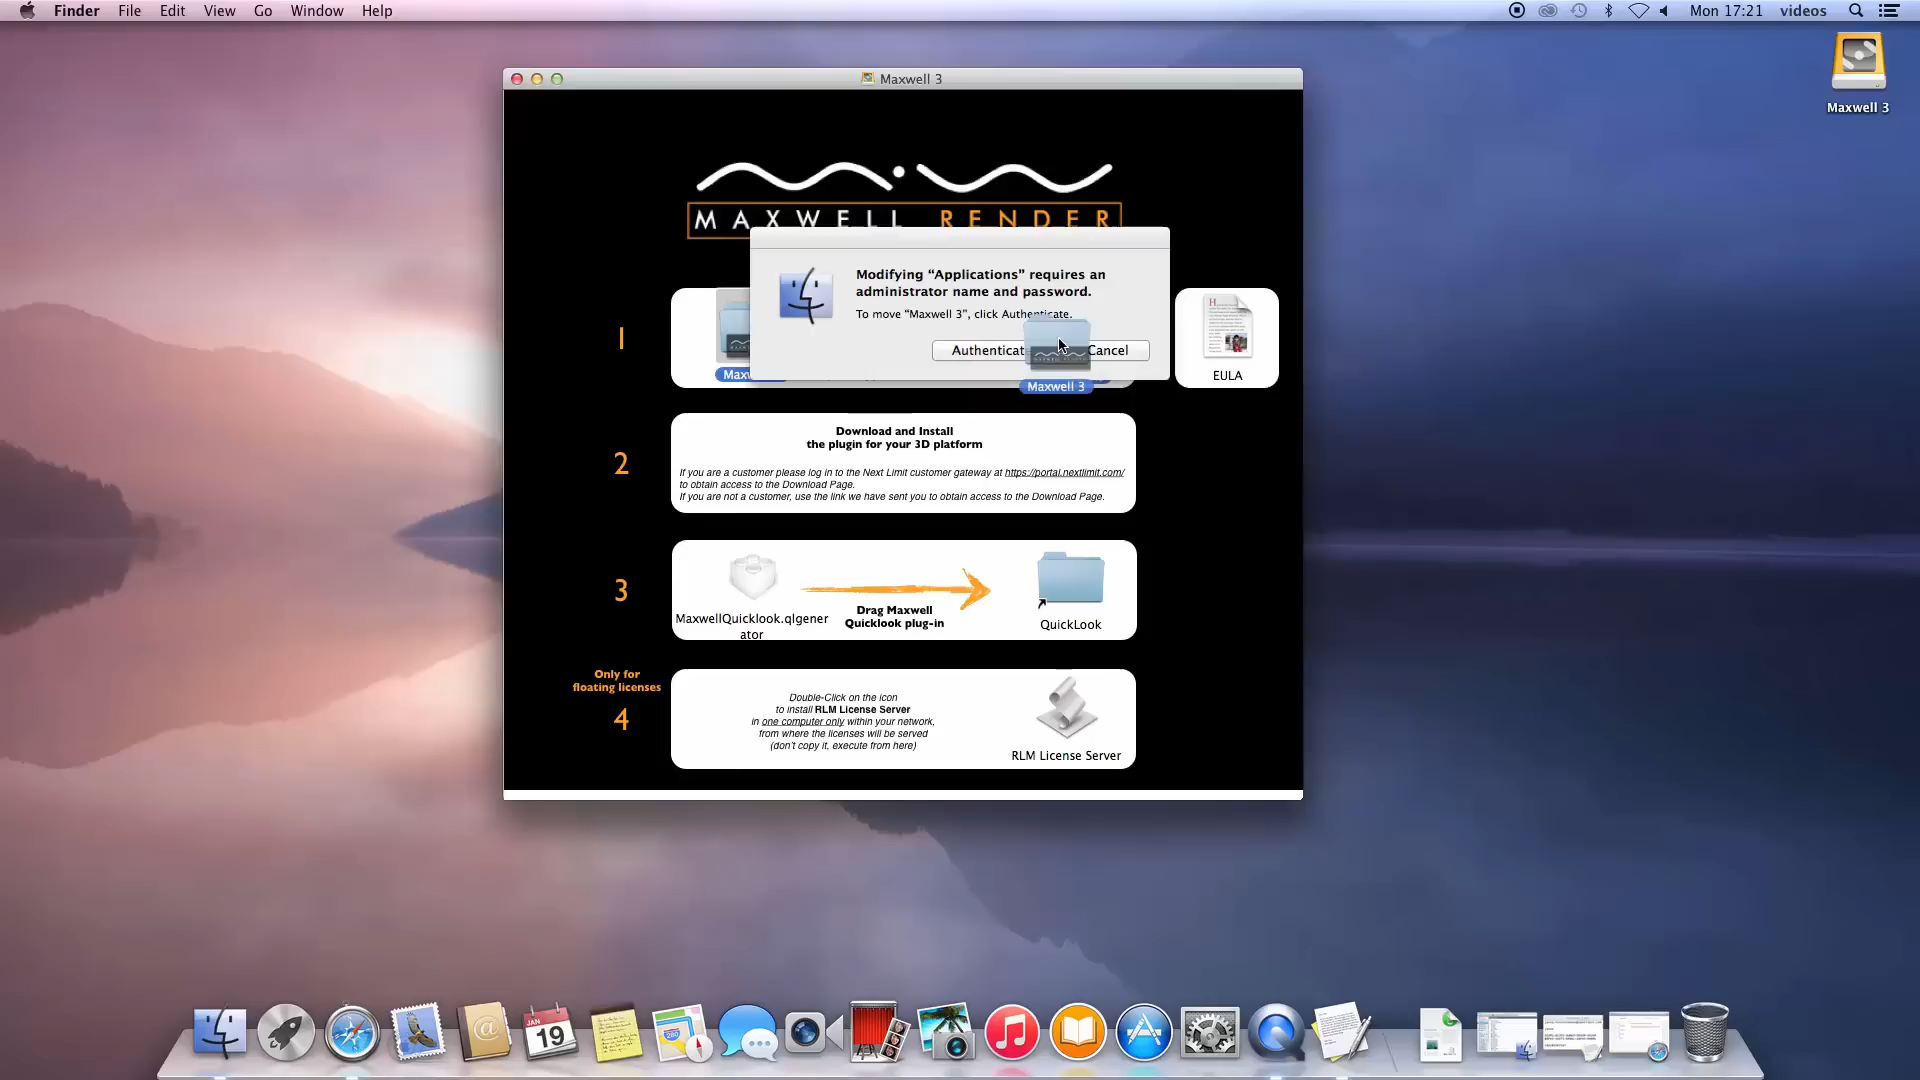 Finder File Edit View Go Window Help
Mon 17:21 videos
Maxwell 3
Maxwell 3
MAXWELL RENDER
Modifying “Applications” requires an
administrator name and password.
To move “Maxwell 3”, click Authenticate.
Cancel
Maxwell 3
1
EULA
2
Download and Install
the plugin for your 3D platform
If you are a customer please log in to the Next Limit customer gateway at https://portal.nextlimit.com/
to obtain access to the Download Page.
If you are not a customer, use the link we have sent you to obtain access to the Download Page.
3
MaxwellQuicklook.qlgener
ator
Drag Maxwell
Quicklook plug-in
QuickLook
Only for
floating licenses
4
Double-Click on the icon
to install RLM License Server
in one computer only within your network,
from where the licenses will be served
(don't copy it, execute from here)
RLM License Server
JAN
19
280